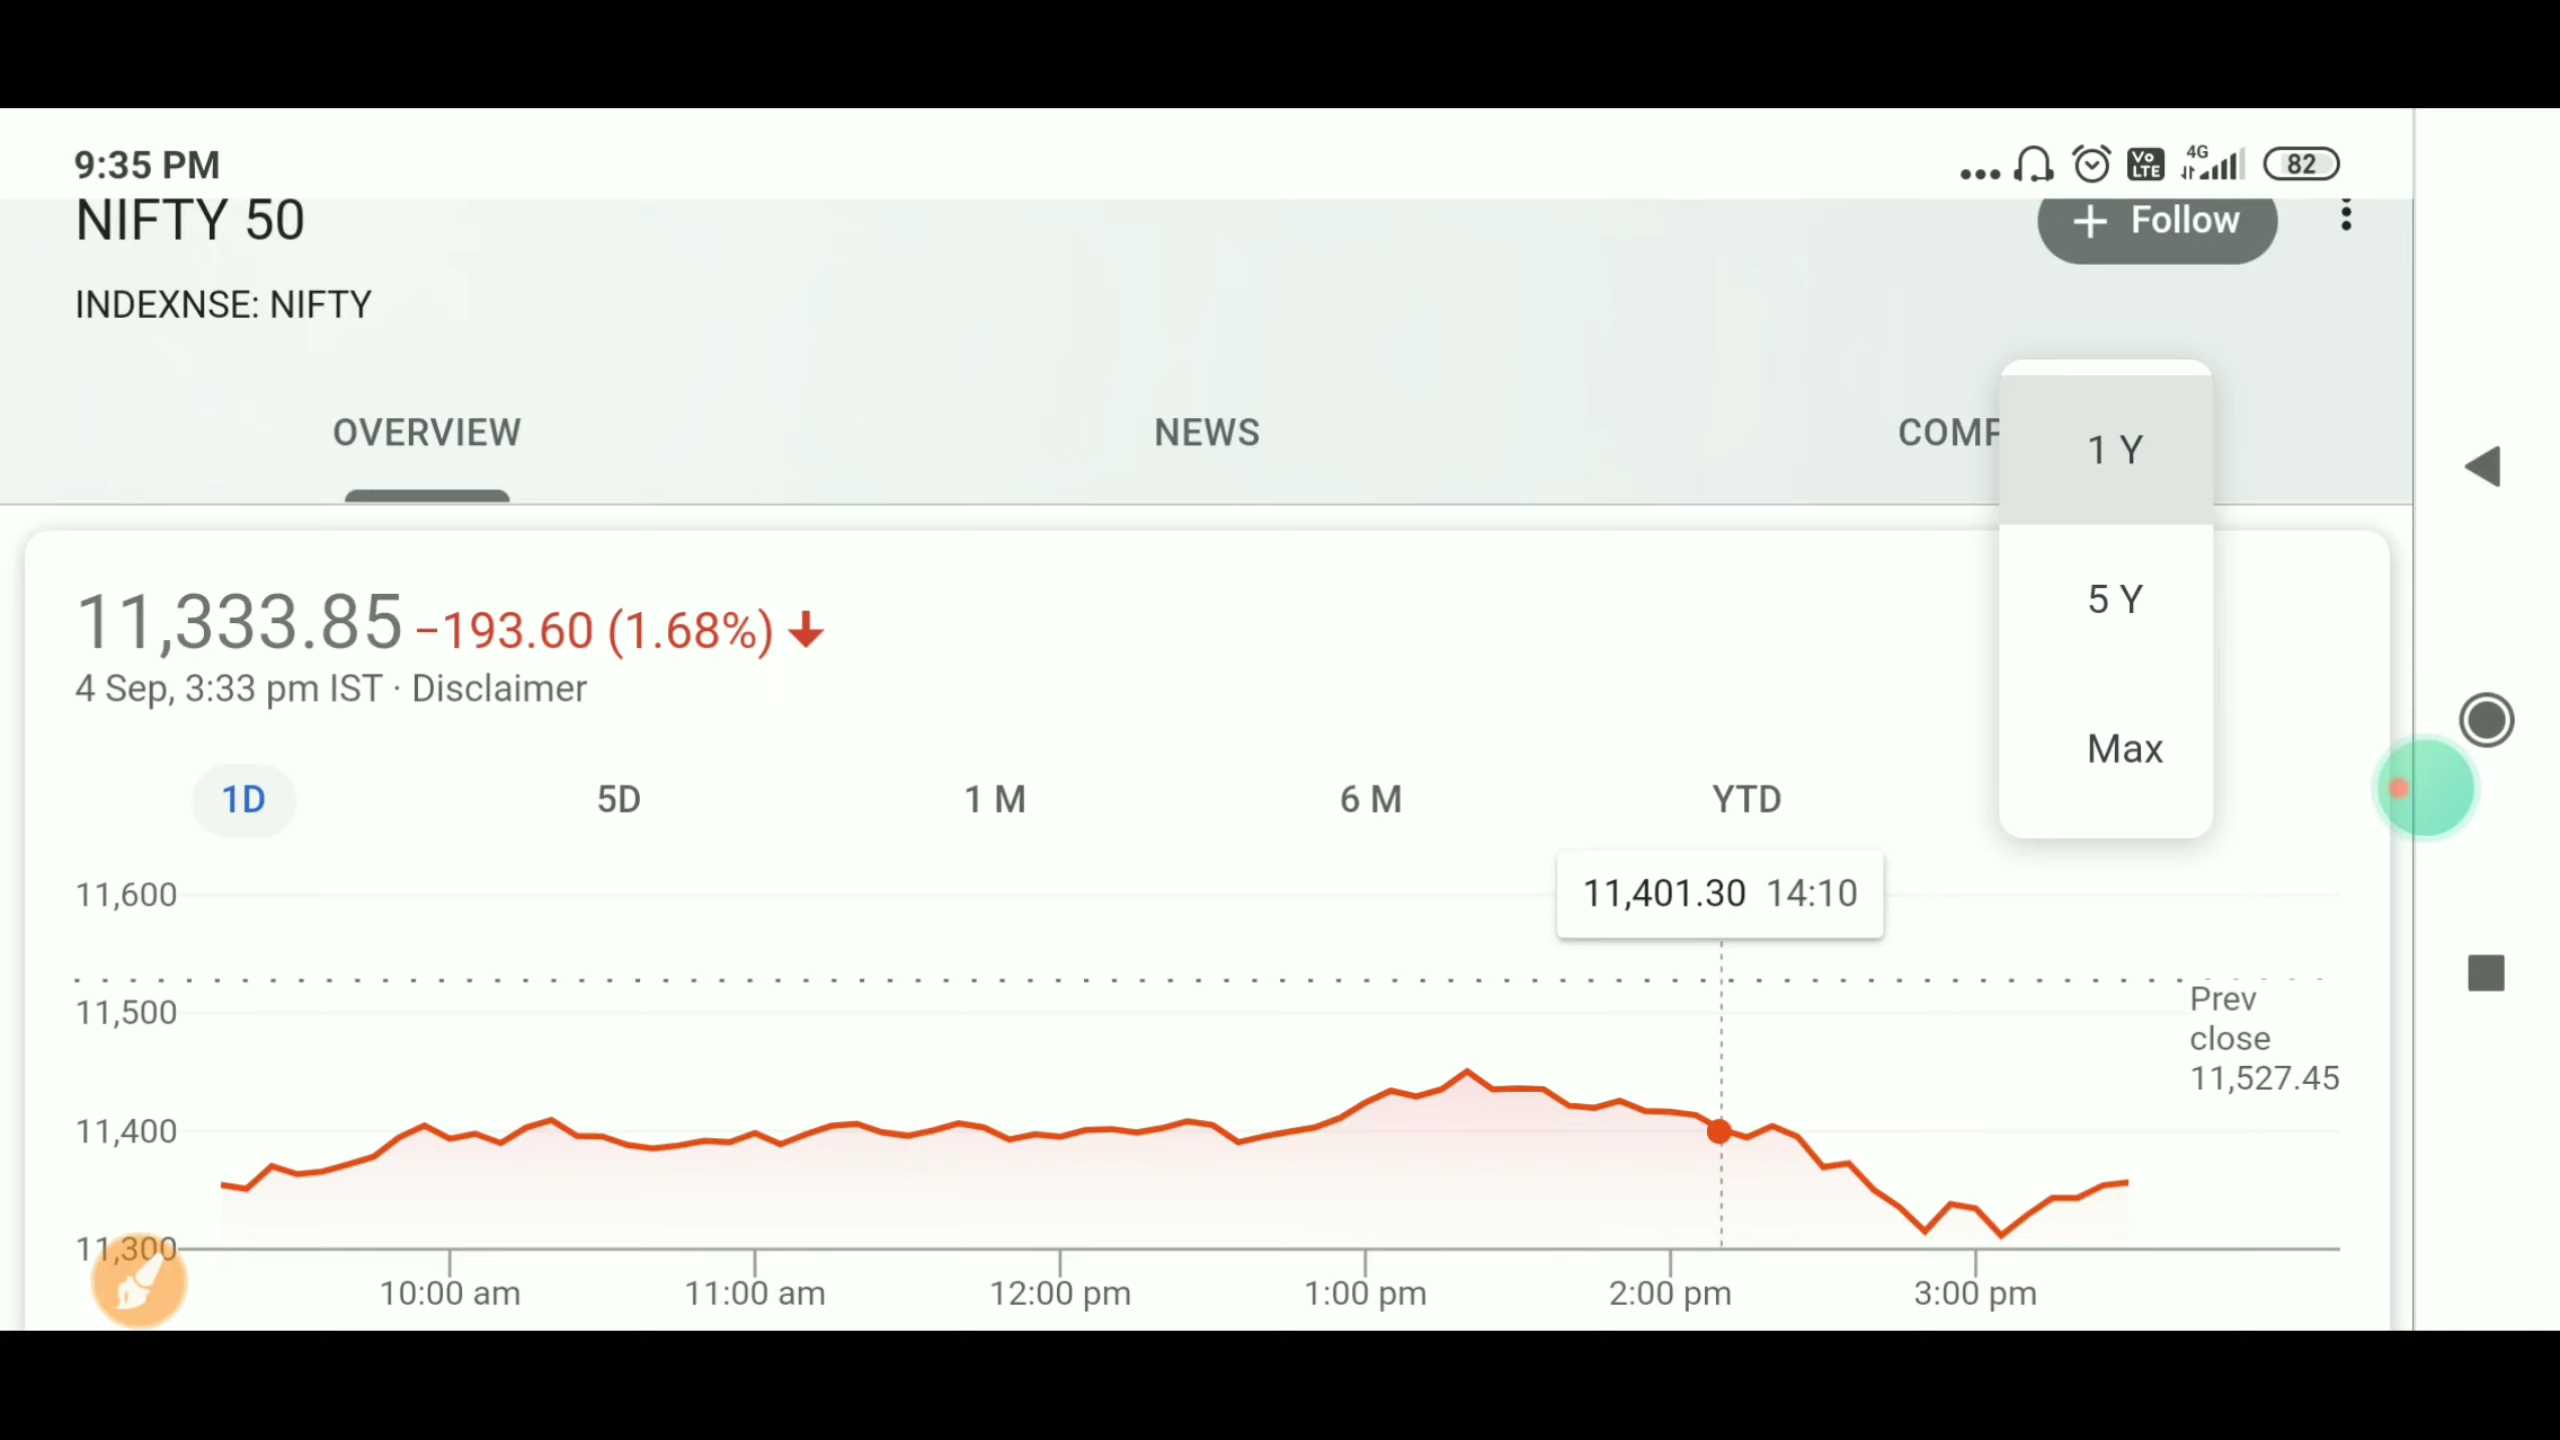 9:35 PM
4G
Vo
LTE
82
NIFTY 50
+ Follow
INDEXNSE: NIFTY
OVERVIEW
NEWS
COMP
1 Y
5 Y
Max
11,333.85 –193.60 (1.68%)
4 Sep, 3:33 pm IST · Disclaimer
1D
5D
1 M
6 M
YTD
11,401.30 14:10
11,600
11,500
11,400
11,300
Prev
close
11,527.45
10:00 am
11:00 am
12:00 pm
1:00 pm
2:00 pm
3:00 pm